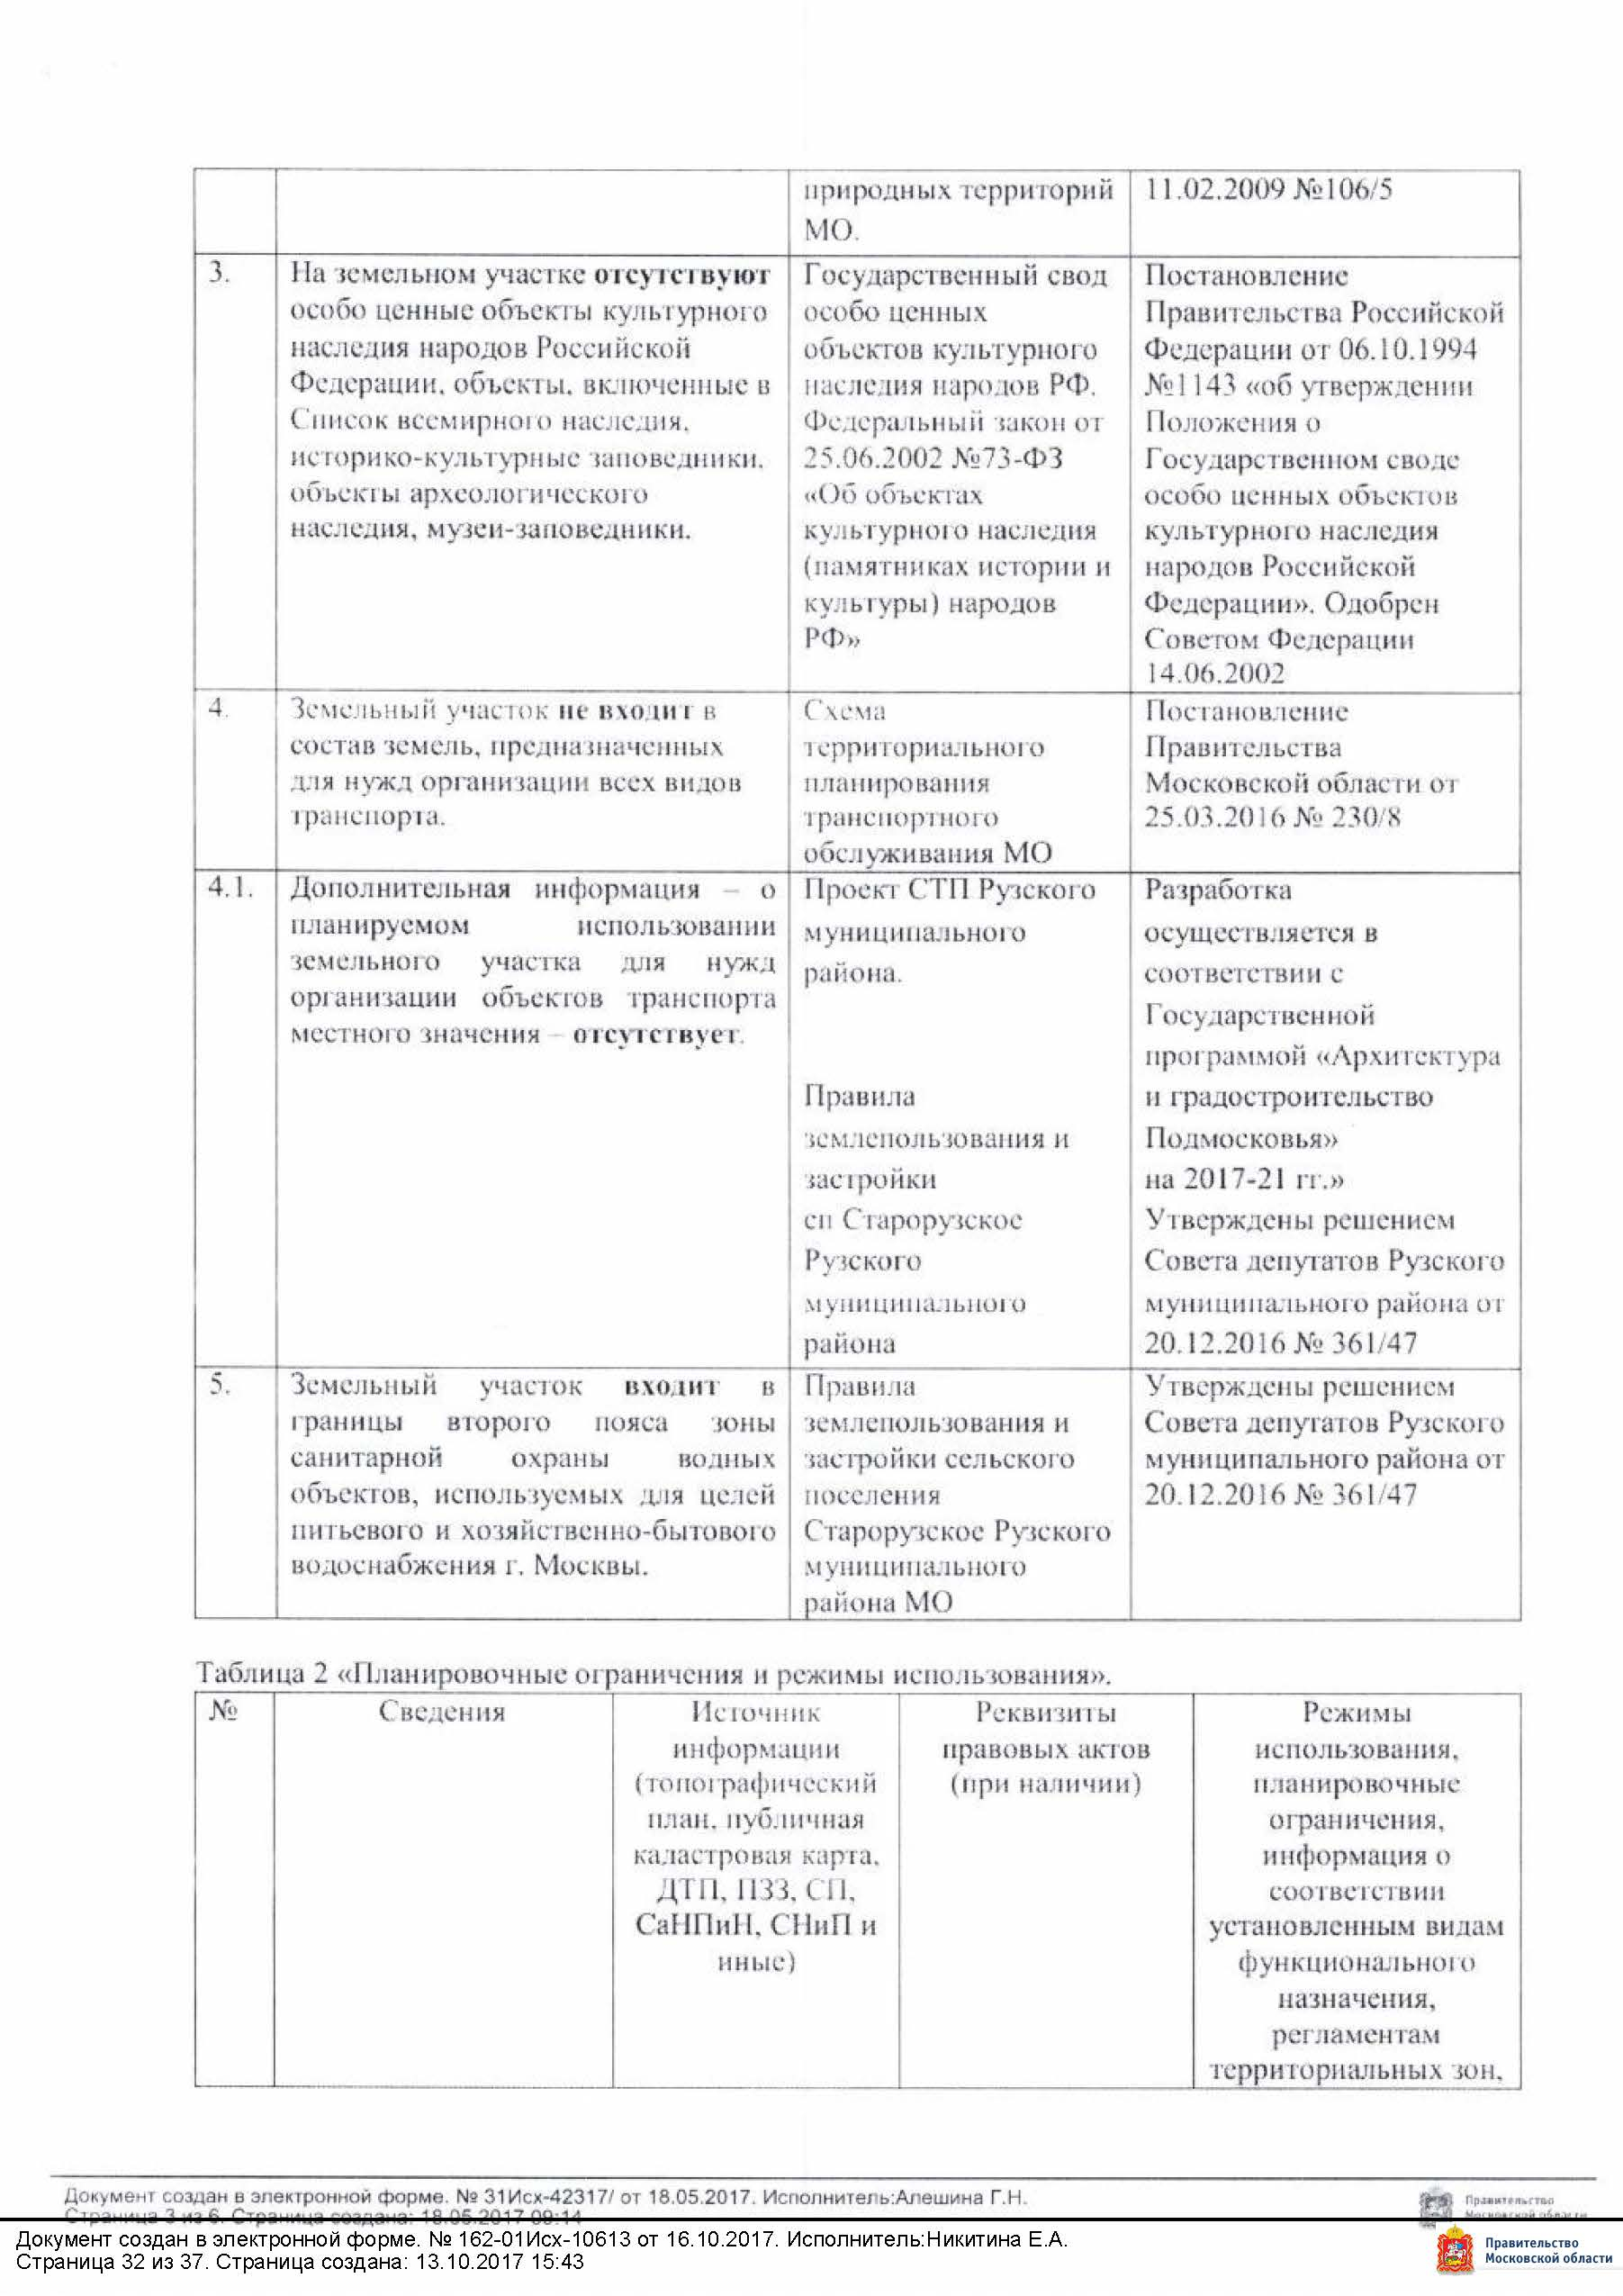 природных территорий
МО.
11.02.2009 №106/5
3.
На земельном участке отсутствуют
особо ценные объекты культурного
наследия народов Российской
Федерации, объекты, включенные в
Список всемирного наследия,
историко-культурные заповедники,
объекты археологического
наследия, музеи-заповедники.
Государственный свод
особо ценных
объектов культурного
наследия народов РФ.
Федеральный закон от
25.06.2002 №73-ФЗ
«Об объектах
культурного наследия
(памятниках истории и
культуры) народов
РФ»
Постановление
Правительства Российской
Федерации от 06.10.1994
№1143 «об утверждении
Положения о
Государственном своде
особо ценных объектов
культурного наследия
народов Российской
Федерации». Одобрен
Советом Федерации
14.06.2002
4.
Земельный участок не входит в
состав земель, предназначенных
для нужд организации всех видов
транспорта.
Схема
территориального
планирования
транспортного
обслуживания МО
Постановление
Правительства
Московской области от
25.03.2016 № 230/8
4.1.
Дополнительная информация – о
планируемом использовании
земельного участка для нужд
организации объектов транспорта
местного значения – отсутствует.
Проект СТП Рузского
муниципального
района.
Правила
землепользования и
застройки
сп Старорузское
Рузского
муниципального
района
Разработка
осуществляется в
соответствии с
Государственной
программой «Архитектура
и градостроительство
Подмосковья»
на 2017-21 гг.»
Утверждены решением
Совета депутатов Рузского
муниципального района от
20.12.2016 № 361/47
5.
Земельный участок входит в
границы второго пояса зоны
санитарной охраны водных
объектов, используемых для целей
питьевого и хозяйственно-бытового
водоснабжения г. Москвы.
Правила
землепользования и
застройки сельского
поселения
Старорузское Рузского
муниципального
района МО
Утверждены решением
Совета депутатов Рузского
муниципального района от
20.12.2016 № 361/47
Таблица 2 «Планировочные ограничения и режимы использования».
№
Сведения
Источник
информации
(топографический
план, публичная
кадастровая карта,
ДТП, ПЗЗ, СП,
СаНПиН, СНиП и
иные)
Реквизиты
правовых актов
(при наличии)
Режимы
использования,
планировочные
ограничения,
информация о
соответствии
установленным видам
функционального
назначения,
регламентам
территориальных зон,
Документ создан в электронной форме. № 31Исх-42317/ от 18.05.2017. Исполнитель:Алешина Г.Н.
Страница 3 из 6. Страница создана: 18.05.2017 09:14
Правительство
Московской области
Документ создан в электронной форме. № 162-01Исх-10613 от 16.10.2017. Исполнитель:Никитина Е.А.
Страница 32 из 37. Страница создана: 13.10.2017 15:43
Правительство
Московской области